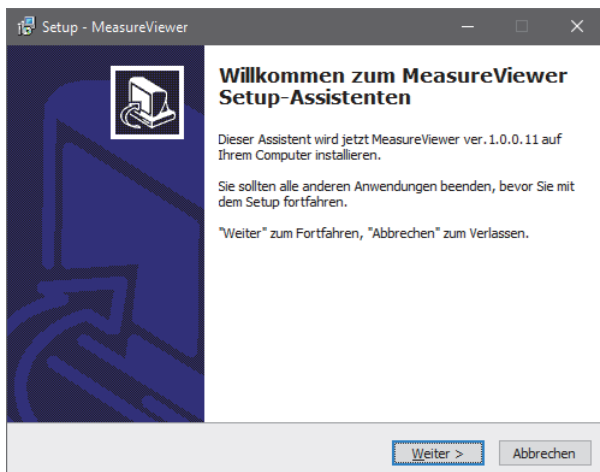 Setup - MeasureViewer
Willkommen zum MeasureViewer
Setup-Assistenten
Dieser Assistent wird jetzt MeasureViewer ver.1.0.0.11 auf
Ihrem Computer installieren.
Sie sollten alle anderen Anwendungen beenden, bevor Sie mit
dem Setup fortfahren.
"Weiter" zum Fortfahren, "Abbrechen" zum Verlassen.
Weiter >
Abbrechen